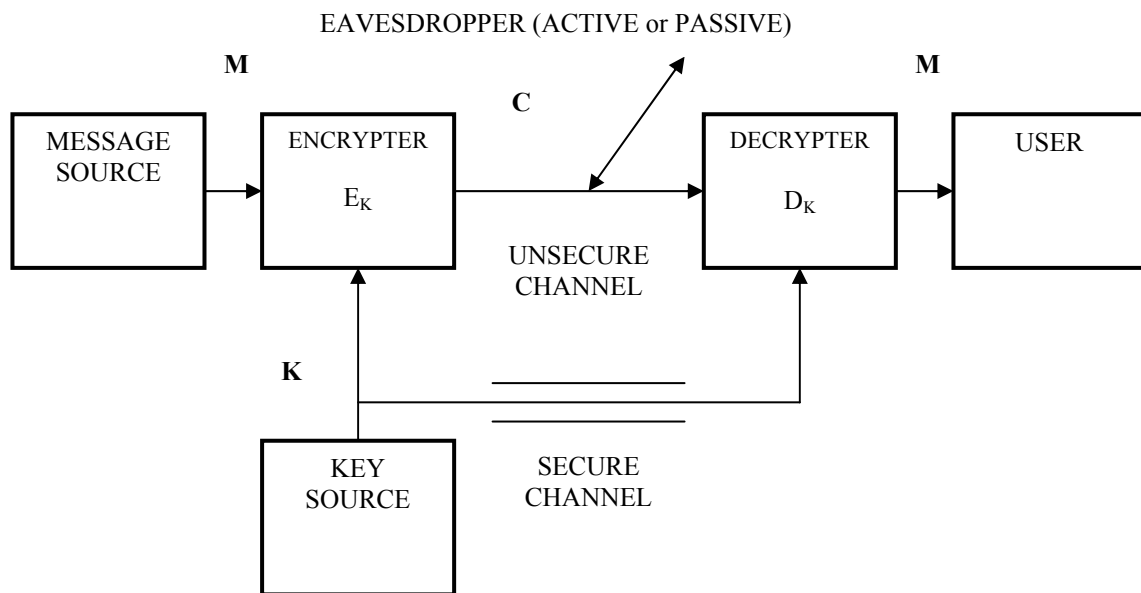 EAVESDROPPER (ACTIVE or PASSIVE)
M
C
M
MESSAGE
SOURCE
ENCRYPTER
E_K
DECRYPTER
D_K
USER
UNSECURE
CHANNEL
K
KEY
SOURCE
SECURE
CHANNEL